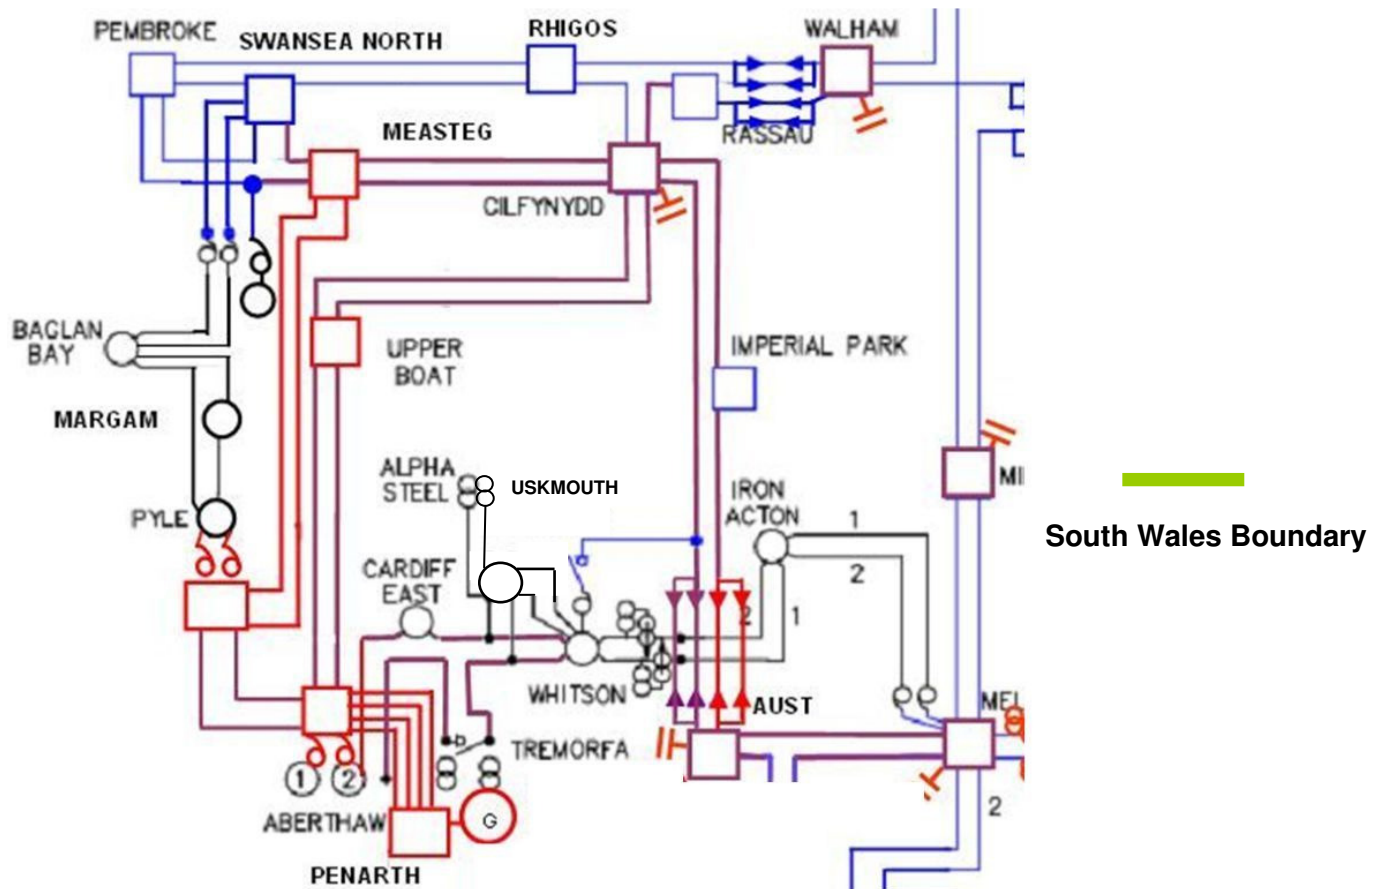 PEMBROKE
SWANSEA NORTH
RHIGOS
WALHAM
MEASTEG
RASSAU
CILFYNYDD
BAGLAN
BAY
UPPER
BOAT
IMPERIAL PARK
MARGAM
ALPHA
STEEL
USKMOUTH
IRON
ACTON
1
2
PYLE
MI
South Wales Boundary
CARDIFF
EAST
2
1
WHITSON
AUST
MEL
TREMORFA
1
2
2
ABERTHAW
G
PENARTH